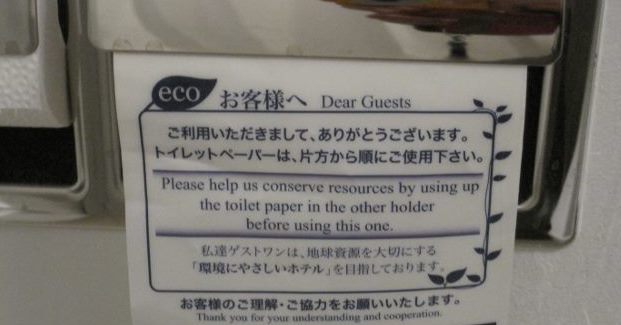 eco お客様へ Dear Guests
ご利用いただきまして、ありがとうございます。
トイレットペーパーは、片方から順にご使用下さい。
Please help us conserve resources by using up
the toilet paper in the other holder
before using this one.
私達ゲストワンは、地球資源を大切にする
「環境にやさしいホテル」を目指しております。
お客様のご理解・ご協力をお願いいたします。
Thank you for your understanding and cooperation.